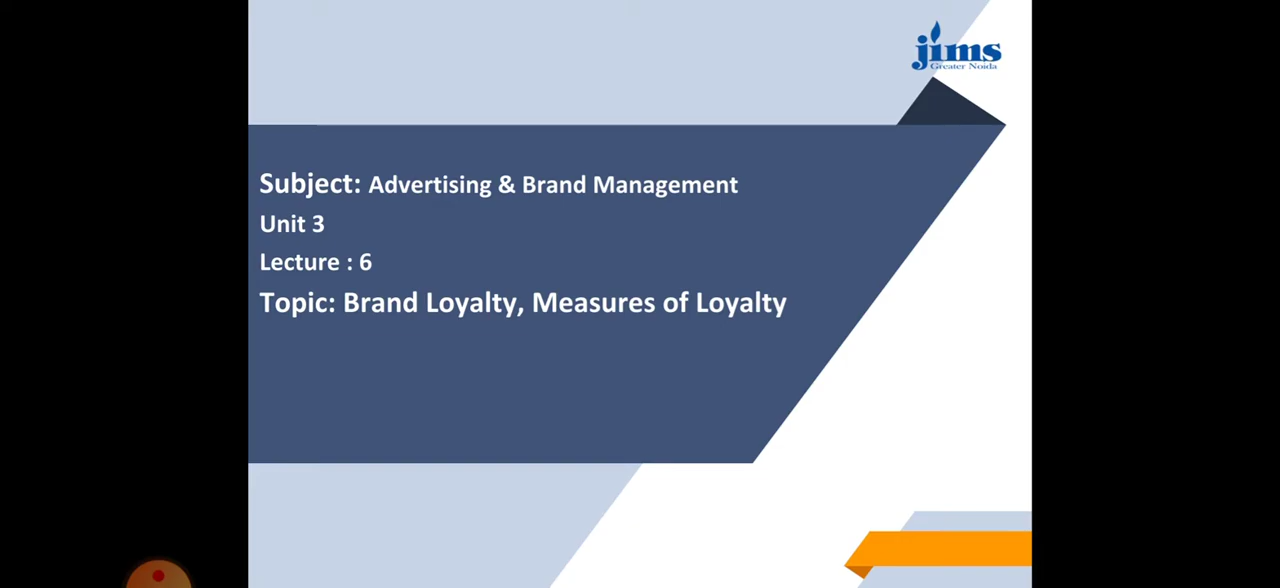 jims
Greater Noida
Subject: Advertising & Brand Management
Unit 3
Lecture : 6
Topic: Brand Loyalty, Measures of Loyalty